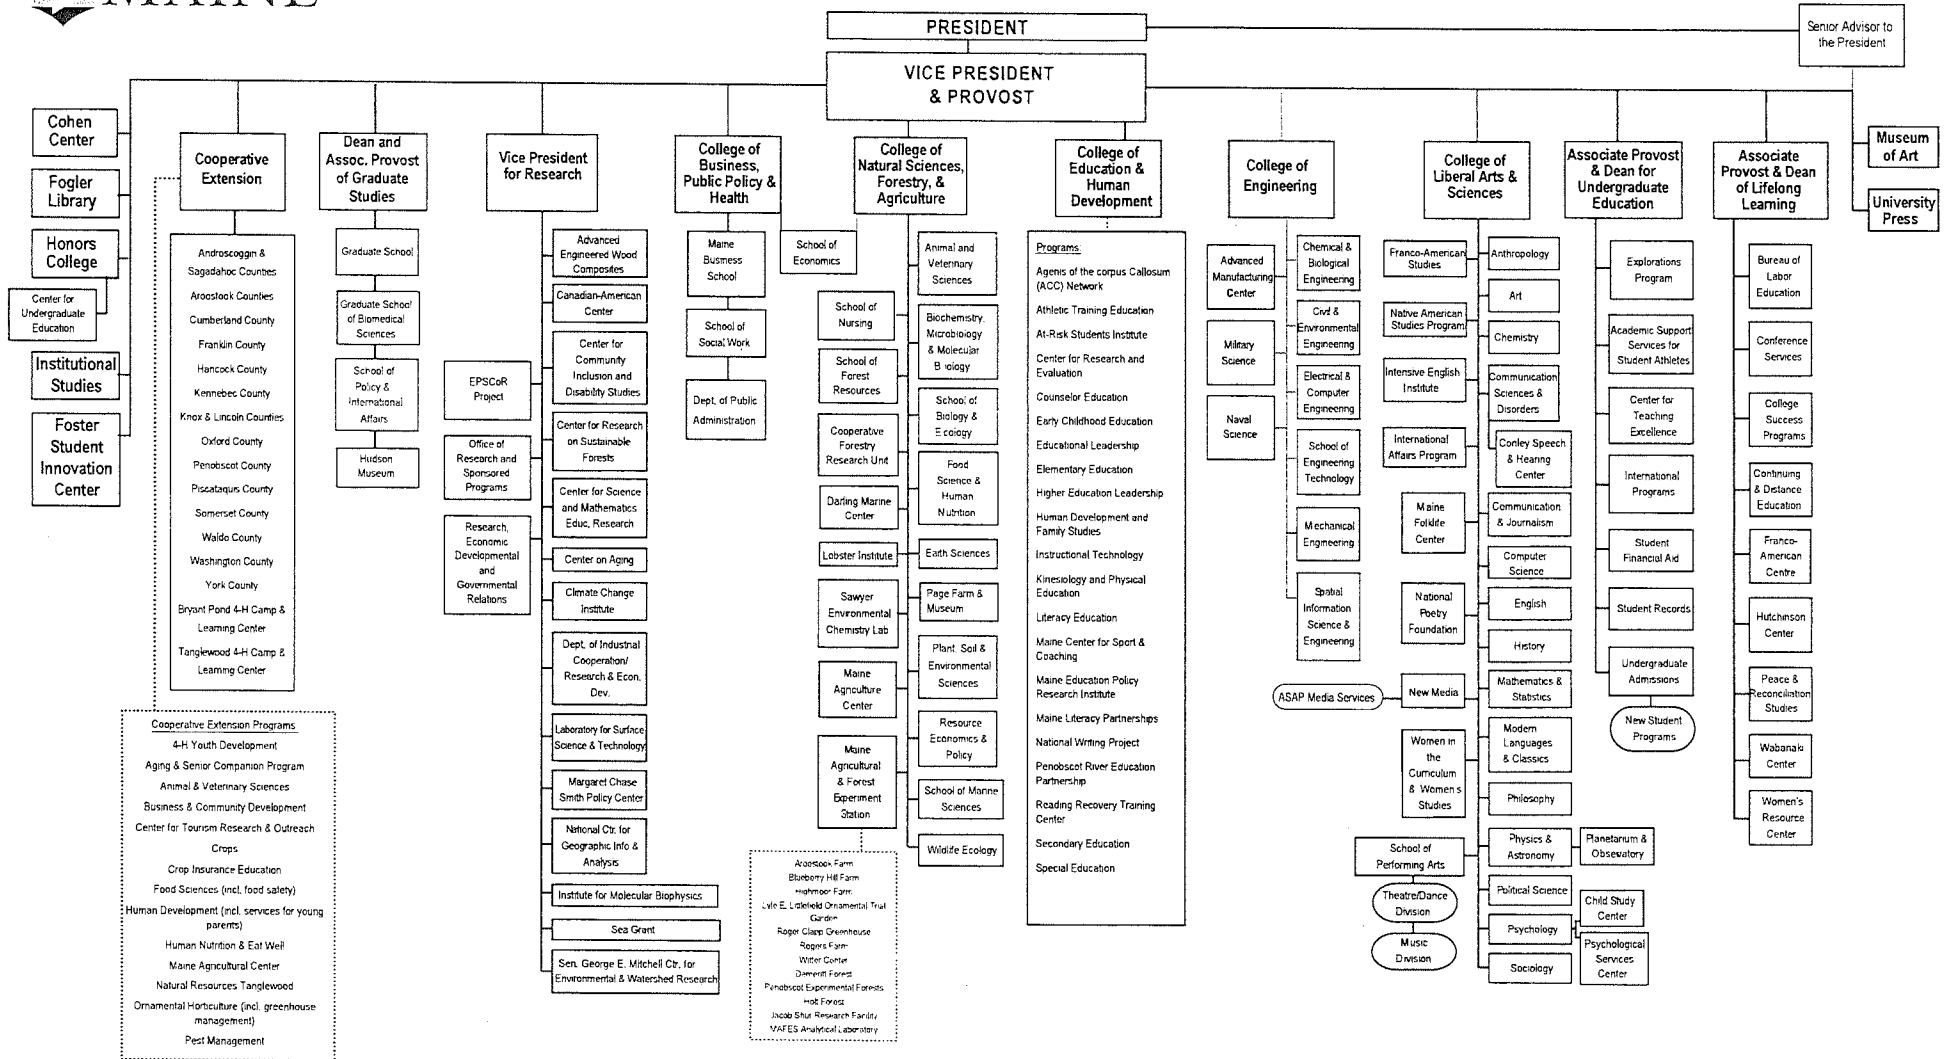 MAINE
PRESIDENT
Senior Advisor to
the President
VICE PRESIDENT
& PROVOST
Cohen
Center
Fogler
Library
Honors
College
Center for
Undergraduate
Education
Institutional
Studies
Foster
Student
Innovation
Center
Cooperative
Extension
Androscoggin &
Sagadahoc Counties
Aroostook Counties
Cumberland County
Franklin County
Hancock County
Kennebec County
Knox & Lincoln Counties
Oxford County
Penobscot County
Piscataquis County
Somerset County
Waldo County
Washington County
York County
Bryant Pond 4-H Camp &
Learning Center
Tanglewood 4-H Camp &
Learning Center
Cooperative Extension Programs
4-H Youth Development
Aging & Senior Companion Program
Animal & Veterinary Sciences
Business & Community Development
Center for Tourism Research & Outreach
Crops
Crop Insurance Education
Food Sciences (incl. food safety)
Human Development (incl. services for young
parents)
Human Nutrition & Eat Well
Maine Agricultural Center
Natural Resources Tanglewood
Ornamental Horticulture (incl. greenhouse
management)
Pest Management
Dean and
Assoc. Provost
of Graduate
Studies
Graduate School
Graduate School
of Biomedical
Sciences
School of
Policy &
International
Affairs
Hudson
Museum
Vice President
for Research
EPSCoR
Project
Office of
Research and
Sponsored
Programs
Research,
Economic
Developmental
and
Governmental
Relations
Advanced
Engineered Wood
Composites
Canadian-American
Center
Center for
Community
Inclusion and
Disability Studies
Center for Research
on Sustainable
Forests
Center for Science
and Mathematics
Educ. Research
Center on Aging
Climate Change
Institute
Dept. of Industrial
Cooperation/
Research & Econ.
Dev.
Laboratory for Surface
Science & Technology
Margaret Chase
Smith Policy Center
National Ctr. for
Geographic Info &
Analysis
Institute for Molecular Biophysics
Sea Grant
Sen. George E. Mitchell Ctr. for
Environmental & Watershed Research
College of
Business,
Public Policy &
Health
Maine
Business
School
School of
Social Work
Dept. of Public
Administration
School of
Economics
College of
Natural Sciences,
Forestry, &
Agriculture
School of
Nursing
School of
Forest
Resources
Cooperative
Forestry
Research Unit
Darling Marine
Center
Lobster Institute
Sawyer
Environmental
Chemistry Lab
Maine
Agriculture
Center
Maine
Agricultural
& Forest
Experiment
Station
Aroostook Farm
Blueberry Hill Farm
Highmoor Farm
Lyle E. Littlefield Ornamental Trial
Garden
Roger Clapp Greenhouse
Rogers Farm
Witter Center
Dementi Forest
Penobscot Experimental Forests
Holt Forest
Jacob Shur Research Facility
MAFES Analytical Laboratory
Animal and
Veterinary
Sciences
Biochemistry,
Microbiology
& Molecular
Biology
School of
Biology &
Ecology
Food
Science &
Human
Nutrition
Earth Sciences
Page Farm &
Museum
Plant, Soil &
Environmental
Sciences
Resource
Economics &
Policy
School of Marine
Sciences
Wildlife Ecology
College of
Education &
Human
Development
Programs:
Agenis of the corpus Callosum
(ACC) Network
Athletic Training Education
At-Risk Students Institute
Center for Research and
Evaluation
Counselor Education
Early Childhood Education
Educational Leadership
Elementary Education
Higher Education Leadership
Human Development and
Family Studies
Instructional Technology
Kinesiology and Physical
Education
Literacy Education
Maine Center for Sport &
Coaching
Maine Education Policy
Research Institute
Maine Literacy Partnerships
National Writing Project
Penobscot River Education
Partnership
Reading Recovery Training
Center
Secondary Education
Special Education
College of
Engineering
Advanced
Manufacturing
Center
Military
Science
Naval
Science
Chemical &
Biological
Engineering
Civil &
Environmental
Engineering
Electrical &
Computer
Engineering
School of
Engineering
Technology
Mechanical
Engineering
Spatial
Information
Science &
Engineering
College of
Liberal Arts &
Sciences
Franco-American
Studies
Native American
Studies Program
Intensive English
Institute
International
Affairs Program
Maine
Folklife
Center
National
Poetry
Foundation
ASAP Media Services
New Media
Women in
the
Curriculum
& Women's
Studies
School of
Performing Arts
Theatre/Dance
Division
Music
Division
Anthropology
Art
Chemistry
Communication
Sciences &
Disorders
Conley Speech
& Hearing
Center
Communication
& Journalism
Computer
Science
English
History
Mathematics &
Statistics
Modern
Languages
& Classics
Philosophy
Physics &
Astronomy
Planetarium &
Observatory
Political Science
Psychology
Child Study
Center
Psychological
Services
Center
Sociology
Associate Provost
& Dean for
Undergraduate
Education
Explorations
Program
Academic Support
Services for
Student Athletes
Center for
Teaching
Excellence
International
Programs
Student
Financial Aid
Student Records
Undergraduate
Admissions
New Student
Programs
Associate
Provost & Dean
of Lifelong
Learning
Bureau of
Labor
Education
Conference
Services
College
Success
Programs
Continuing
& Distance
Education
Franco-
American
Centre
Hutchinson
Center
Peace &
Reconciliation
Studies
Wabanaki
Center
Women's
Resource
Center
Museum
of Art
University
Press